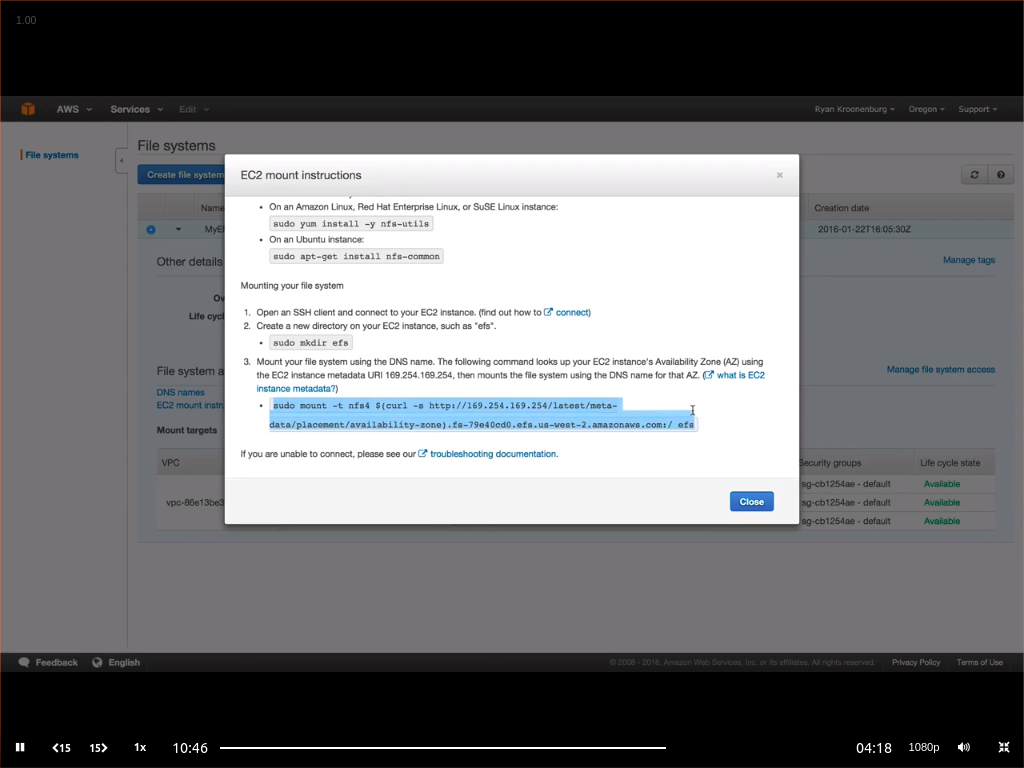 1.00
AWS Services Edit Ryan Kroonenburg Oregon Support
File systems
File systems
Create file system
EC2 mount instructions
Name
Creation date
2016-01-22T16:05:30Z
Other details
Manage tags
Life cycl
File system a
Manage file system access
DNS names
EC2 mount instru
Mount targets
VPC
Security groups
Life cycle state
vpc-86e13be3
sg-cb1254ae - default Available
sg-cb1254ae - default Available
sg-cb1254ae - default Available
• On an Amazon Linux, Red Hat Enterprise Linux, or SuSE Linux instance:
sudo yum install -y nfs-utils
• On an Ubuntu instance:
sudo apt-get install nfs-common
Mounting your file system
1. Open an SSH client and connect to your EC2 instance. (find out how to connect)
2. Create a new directory on your EC2 instance, such as "efs".
• sudo mkdir efs
3. Mount your file system using the DNS name. The following command looks up your EC2 instance's Availability Zone (AZ) using
the EC2 instance metadata URI 169.254.169.254, then mounts the file system using the DNS name for that AZ. (what is EC2
instance metadata?)
• sudo mount -t nfs4 $(curl -s http://169.254.169.254/latest/meta-
data/placement/availability-zone).fs-79e40cd0.efs.us-west-2.amazonaws.com:/ efs
If you are unable to connect, please see our troubleshooting documentation.
Close
Feedback English
© 2008 - 2016, Amazon Web Services, Inc. or its affiliates. All rights reserved. Privacy Policy Terms of Use
15 15 1x 10:46 04:18 1080p